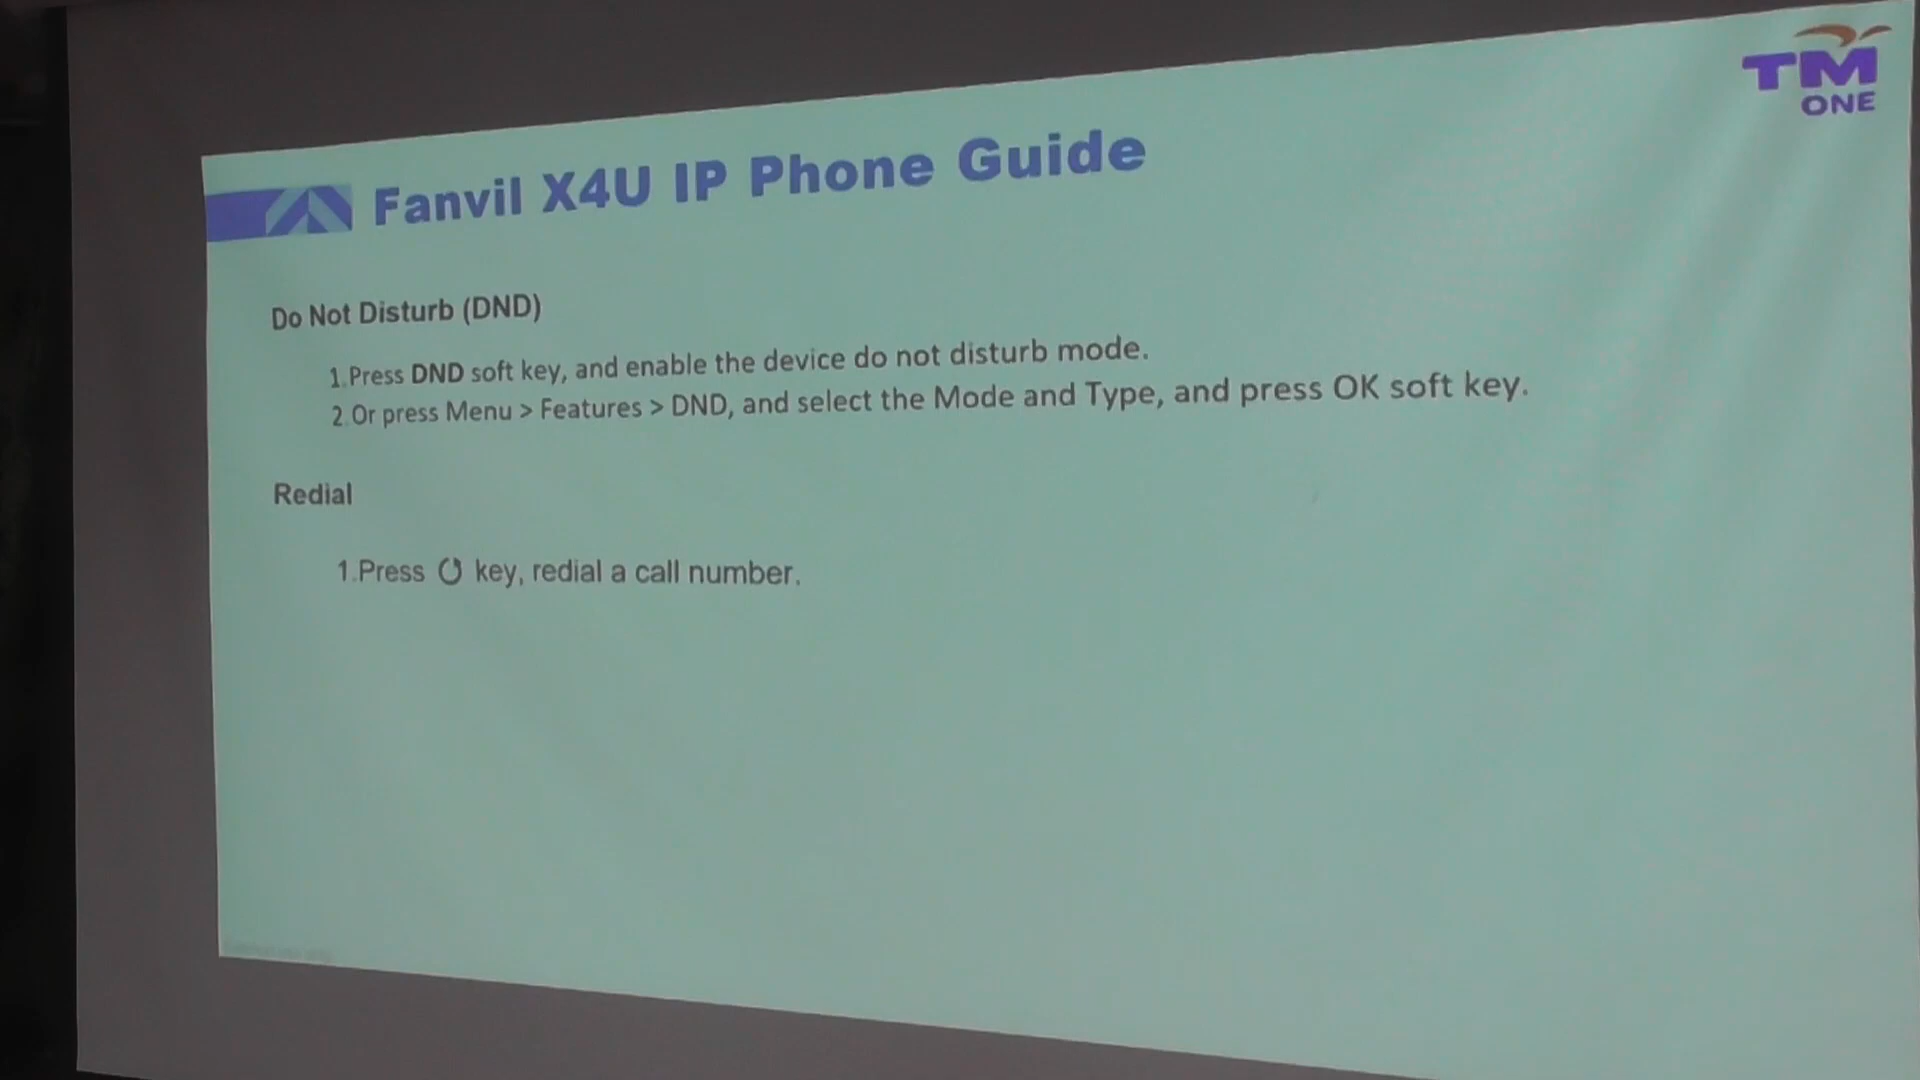 TM
ONE
Fanvil X4U IP Phone Guide
Do Not Disturb (DND)
1.Press DND soft key, and enable the device do not disturb mode.
2.Or press Menu > Features > DND, and select the Mode and Type, and press OK soft key.
Redial
1.Press key, redial a call number.